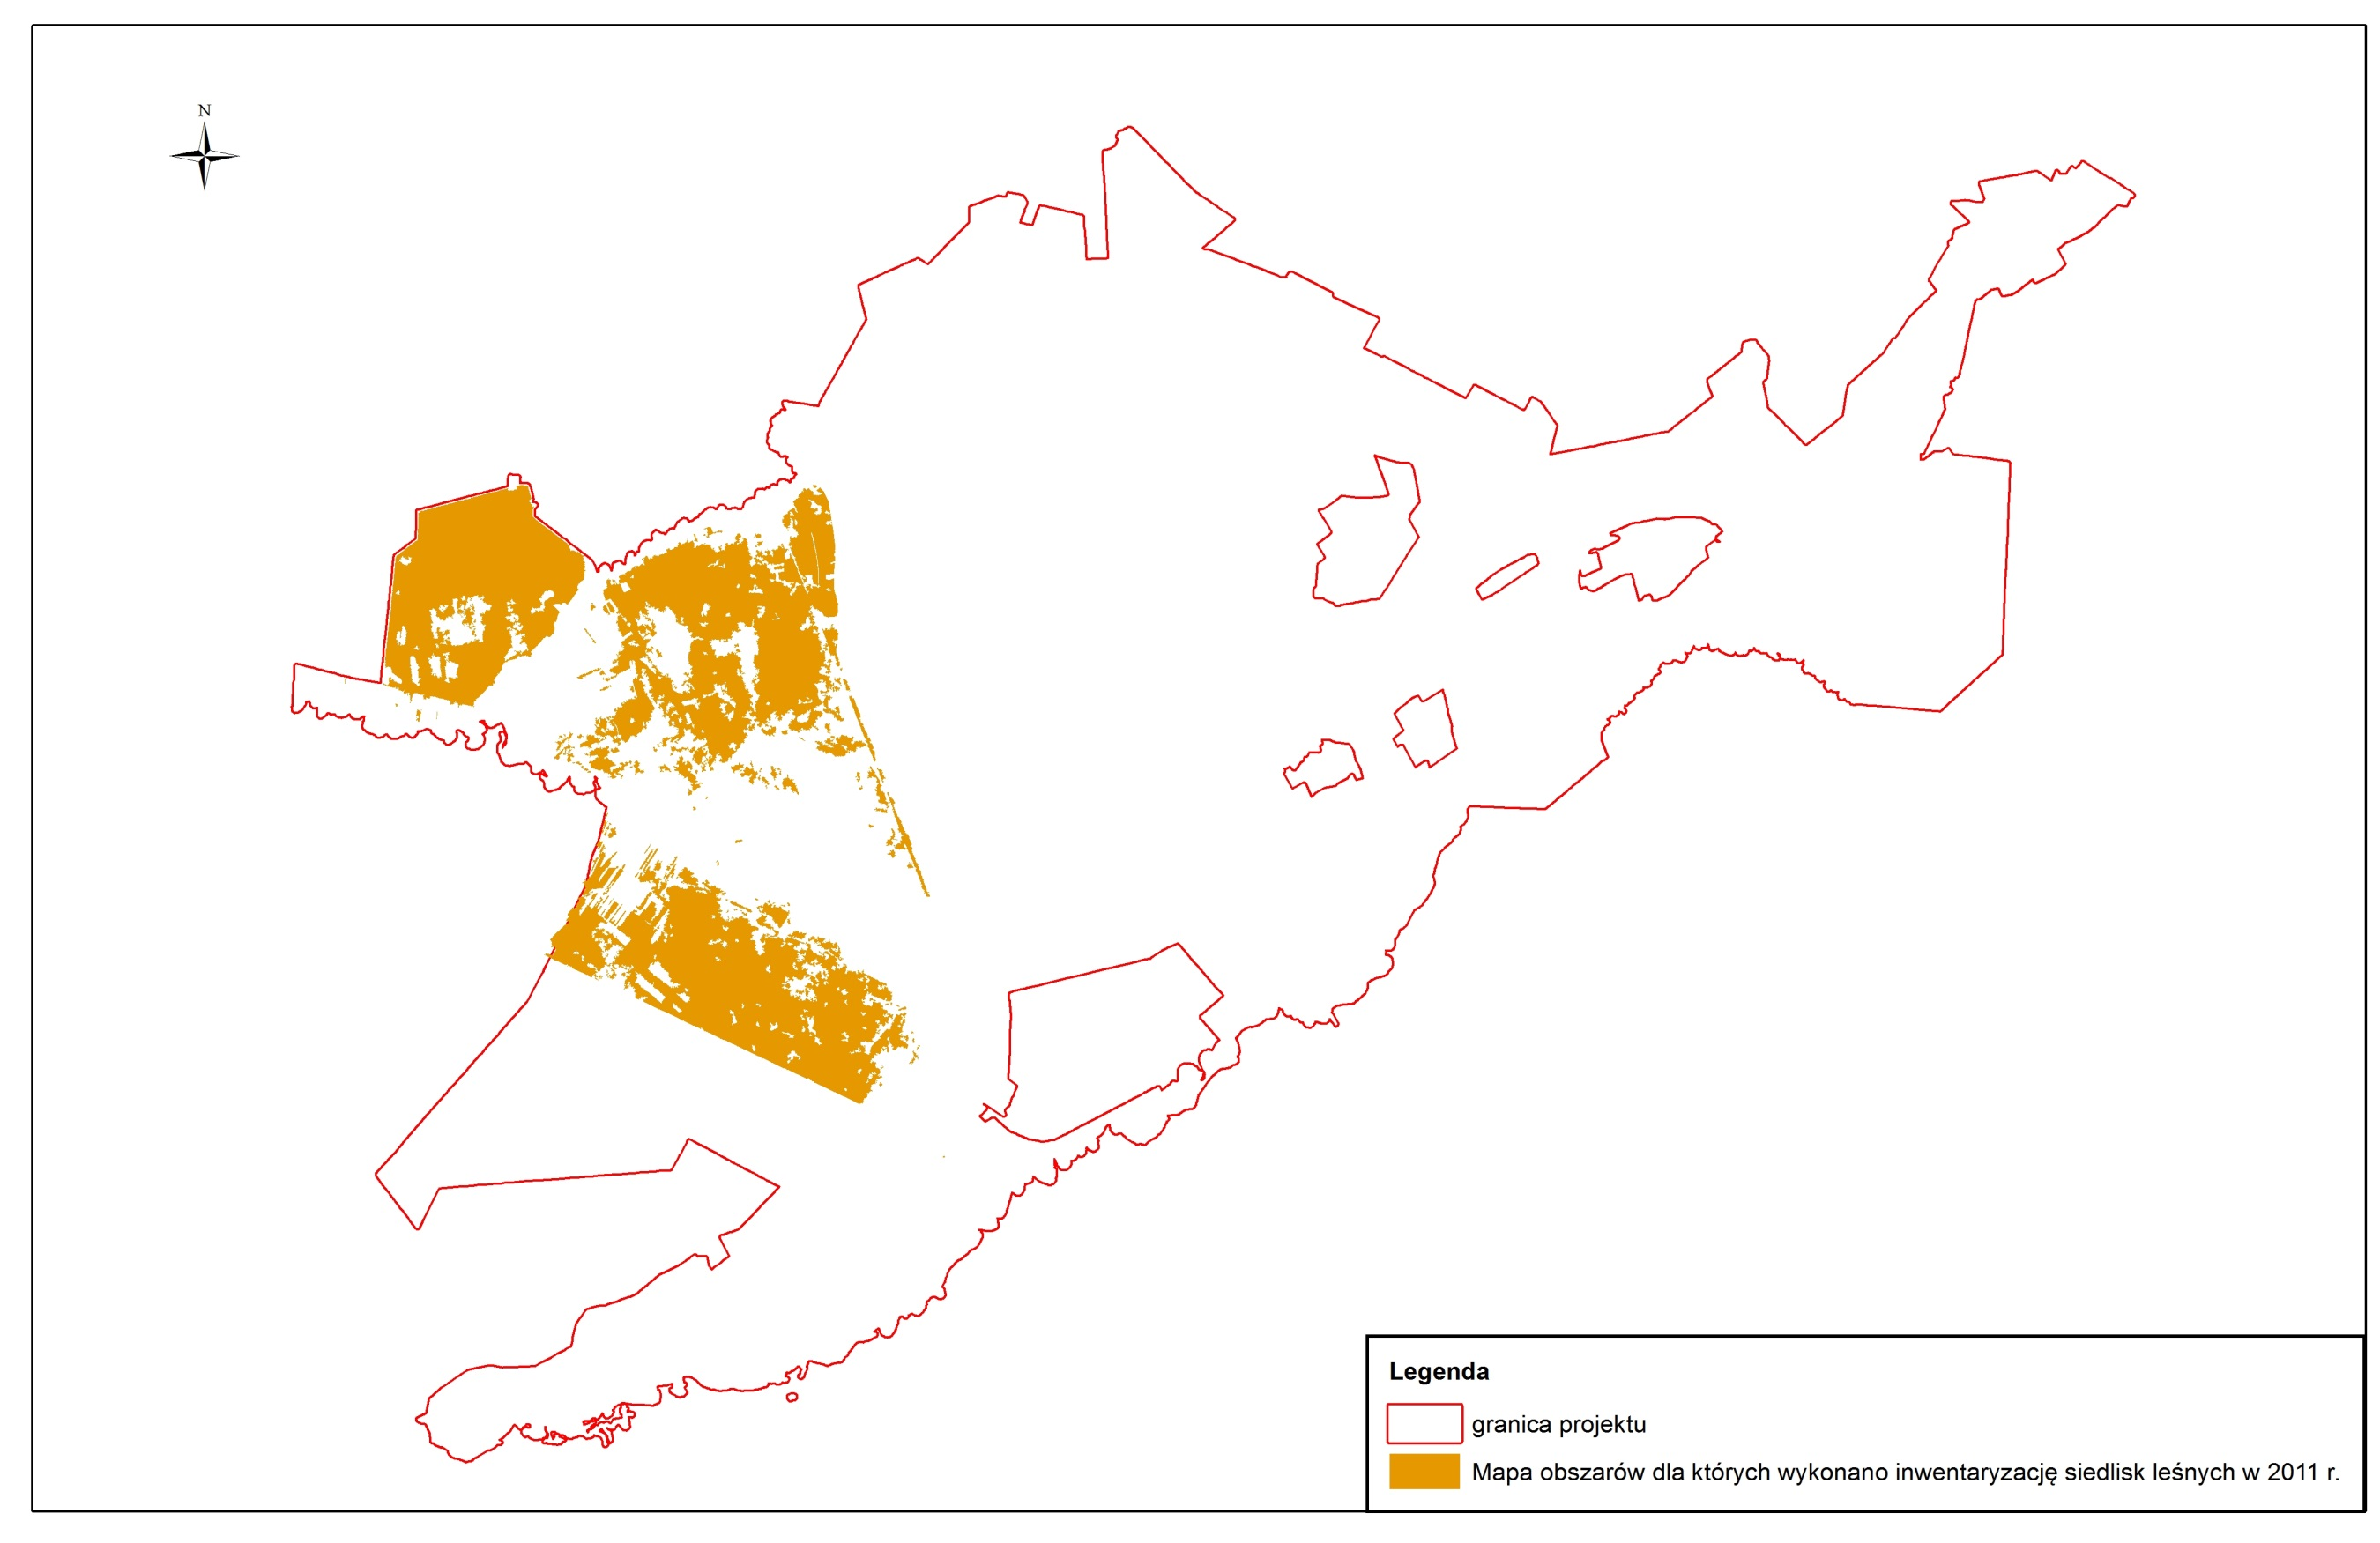 N
Legenda
granica projektu
Mapa obszarów dla których wykonano inwentaryzację siedlisk leśnych w 2011 r.